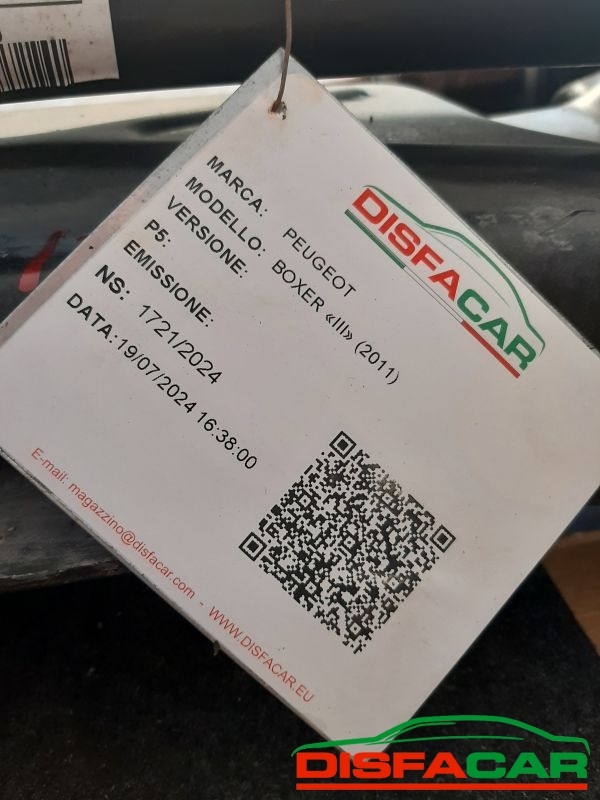 DISFACAR
MARCA: PEUGEOT
MODELLO: BOXER «III» (2011)
VERSIONE:
P5:
EMISSIONE:
NS: 1721/2024
DATA: 19/07/2024 16:38:00
E-mail: magazzino@disfacar.com - WWW.DISFACAR.EU
DISFACAR